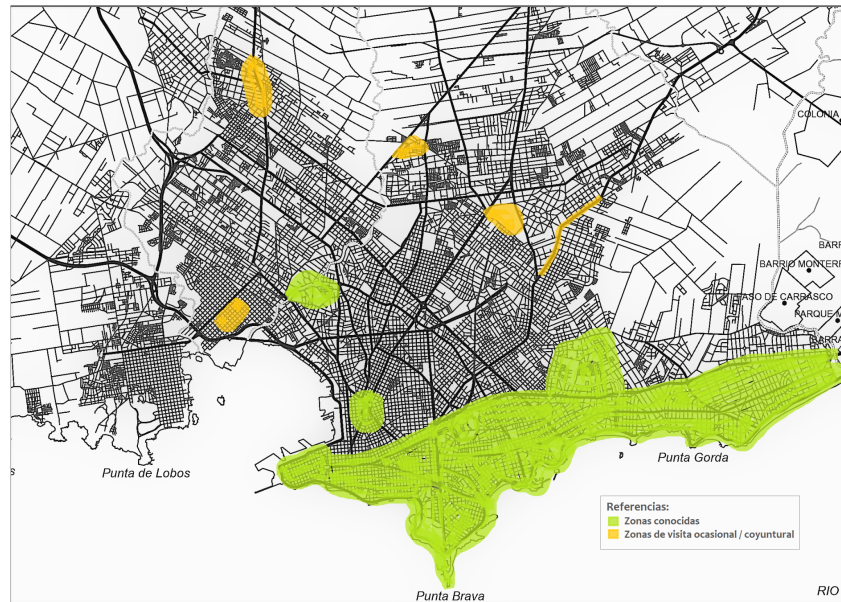 COLONIA
BARR
BARRIO MONTERR
PASO DE CARRASCO
PARQUE M
BARRA
Punta de Lobos
s
Punta Gorda
Referencias:
Zonas conocidas
Zonas de visita ocasional / coyuntural
Punta Brava
RIO